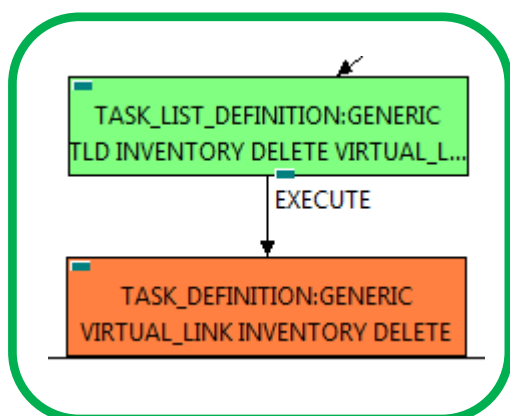 TASK_LIST_DEFINITION:GENERIC
TLD INVENTORY DELETE VIRTUAL_L...
EXECUTE
TASK_DEFINITION:GENERIC
VIRTUAL_LINK INVENTORY DELETE